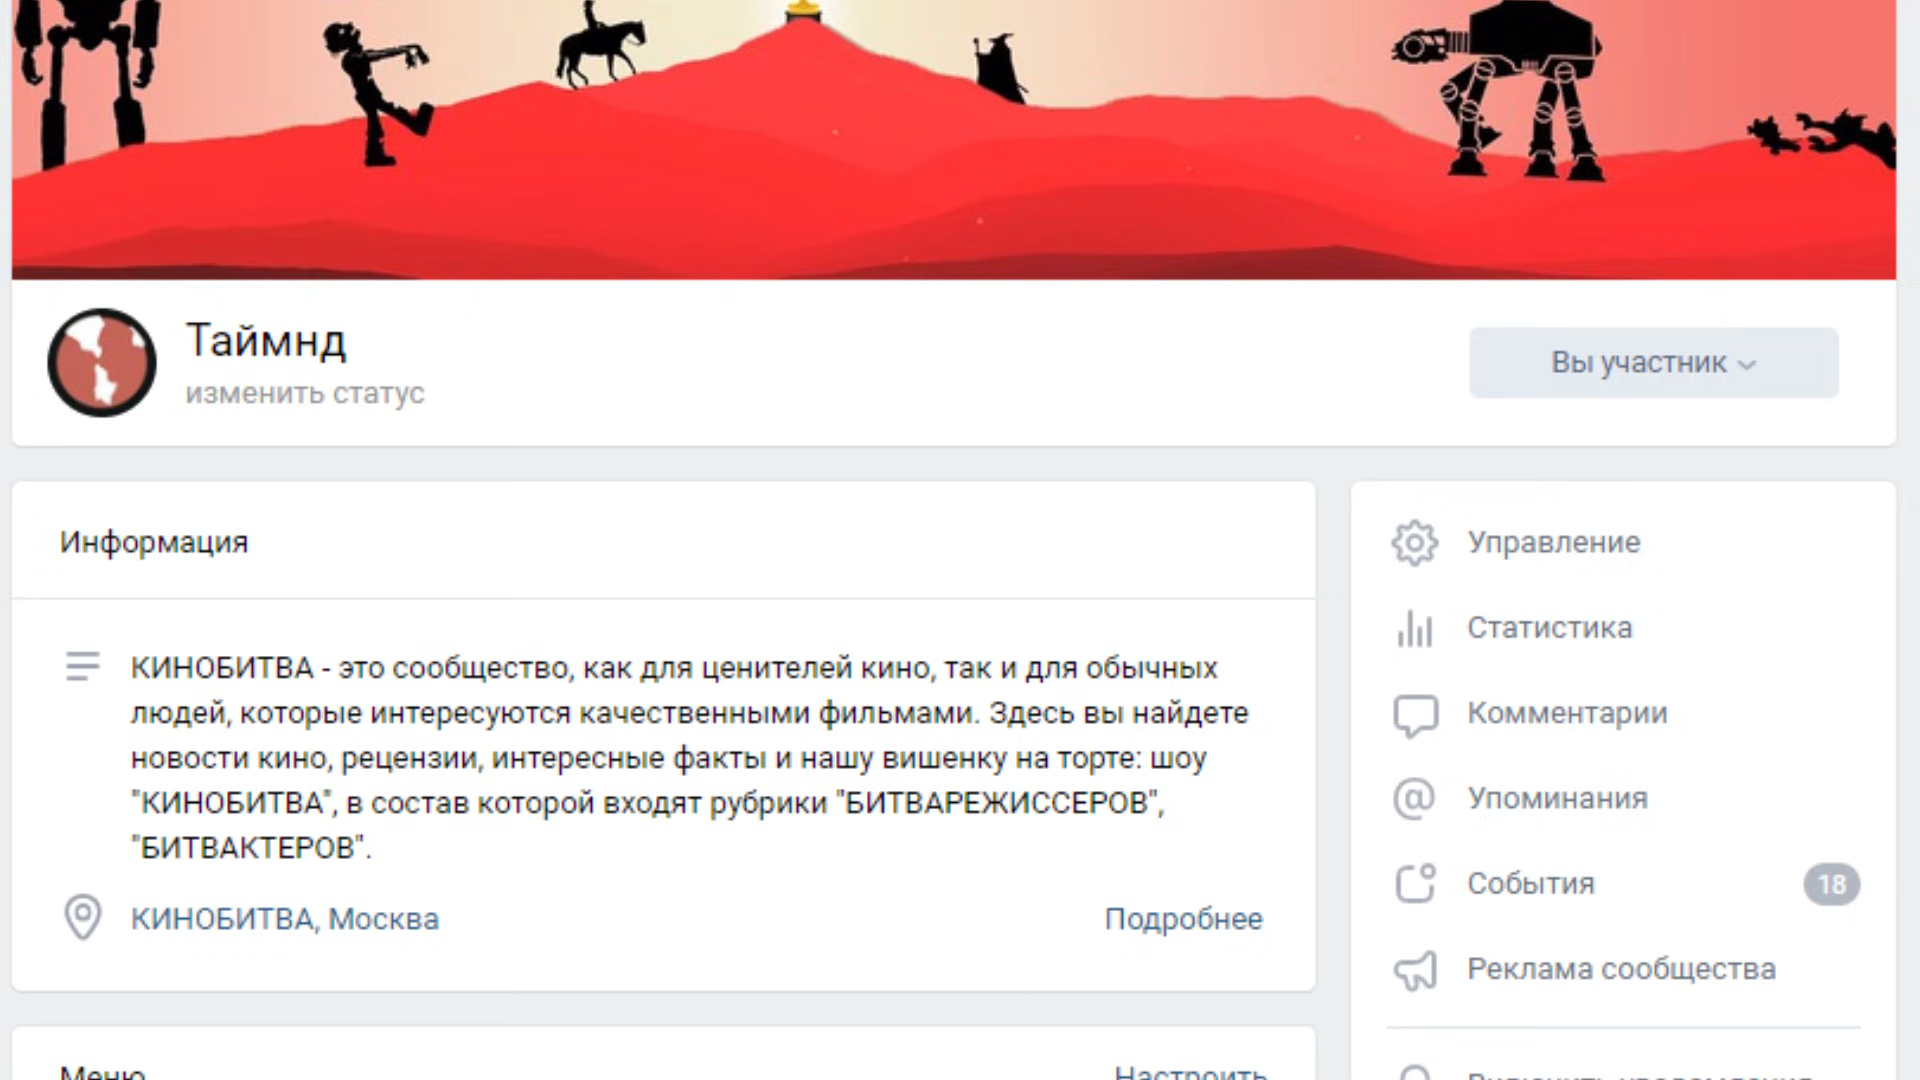 Таймнд
изменить статус
Вы участник
Информация
КИНОБИТВА - это сообщество, как для ценителей кино, так и для обычных
людей, которые интересуются качественными фильмами. Здесь вы найдете
новости кино, рецензии, интересные факты и нашу вишенку на торте: шоу
"КИНОБИТВА", в состав которой входят рубрики "БИТВАРЕЖИССЕРОВ",
"БИТВАКТЕРОВ".
КИНОБИТВА, Москва
Подробнее
Меню
Настроить
Управление
Статистика
Комментарии
Упоминания
События
18
Реклама сообщества
Включить уведомления